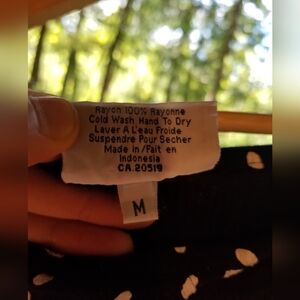 Rayon 100% Rayonne
Cold Wash Hand To Dry
Laver A L'eau Froide
Suspendre Pour Secher
Made in/Fait en
Indonesia
CA.20519
M